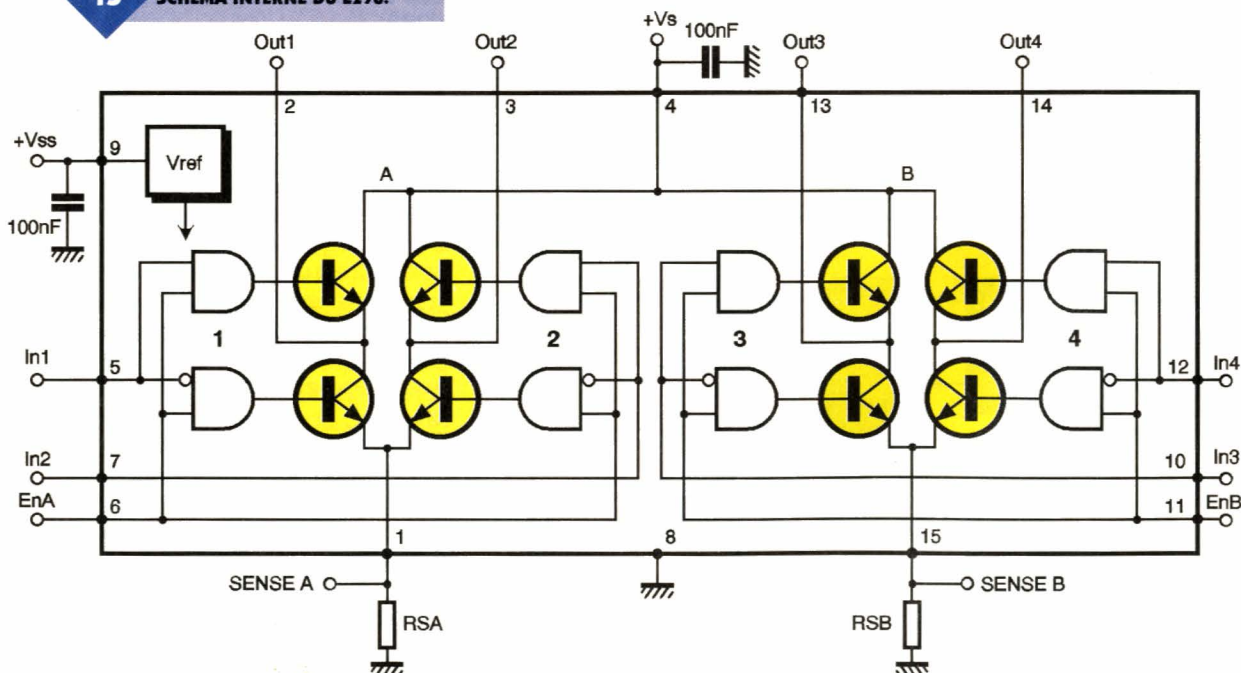 SCHÉMA INTERNE DU L298.
+Vs 100nF
Out1 Out2 Out3 Out4
2 3 4 13 14
+Vss 9 Vref
A B
100nF
1 2 3 4
In1 5 12 In4
In2 7 10 In3
EnA 6 11 EnB
1 8 15
SENSE A SENSE B
RSA RSB